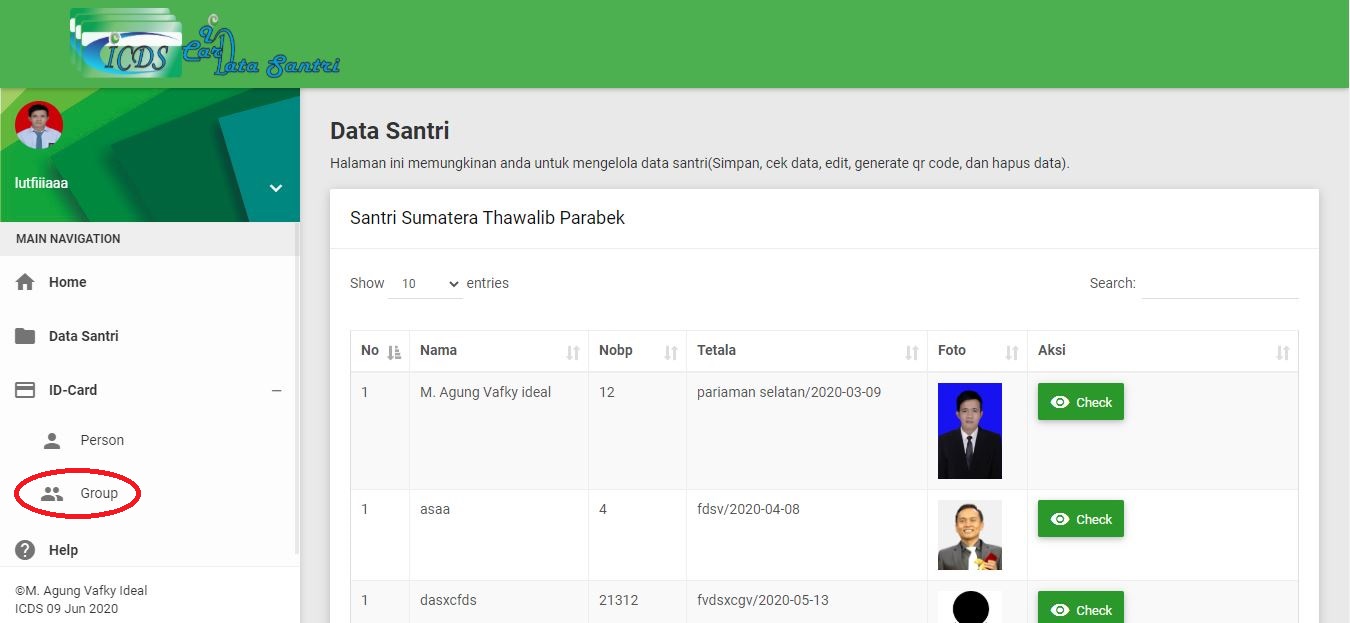 iCDS
Card
Data Santri
lutfiiiaaa
MAIN NAVIGATION
Home
Data Santri
ID-Card
Person
Group
Help
©M. Agung Vafky Ideal
ICDS 09 Jun 2020
Data Santri
Halaman ini memungkinan anda untuk mengelola data santri(Simpan, cek data, edit, generate qr code, dan hapus data).
Santri Sumatera Thawalib Parabek
Show 10 entries Search:
No Nama Nobp Tetala Foto Aksi
1 M. Agung Vafky ideal 12 pariaman selatan/2020-03-09 Check
1 asaa 4 fdsv/2020-04-08 Check
1 dasxcfds 21312 fvdsxcgv/2020-05-13 Check